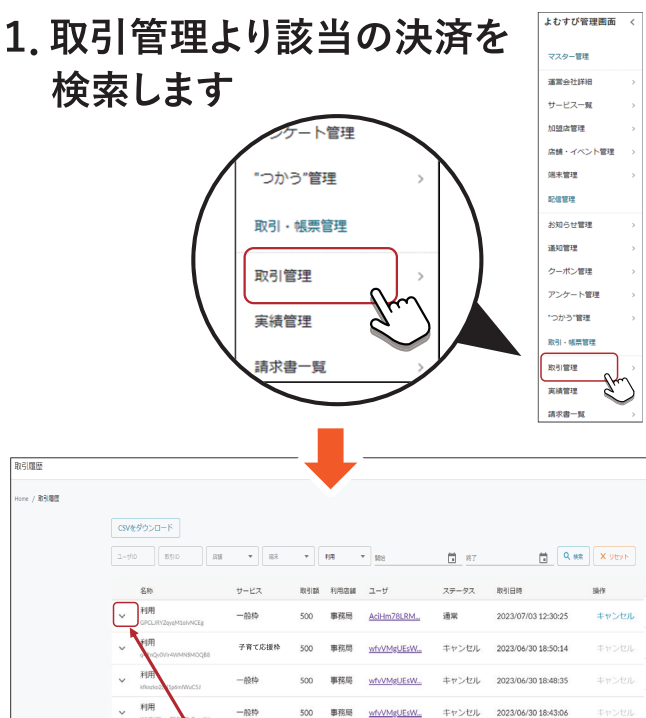 1. 取引管理より該当の決済を
検索します
よむすび管理画面
マスター管理
運営会社詳細
サービス一覧
加盟店管理
店舗・イベント管理
端末管理
配信管理
お知らせ管理
通知管理
クーポン管理
アンケート管理
"つかう"管理
取引・帳票管理
取引管理
実績管理
請求書一覧
ンケート管理
"つかう"管理
取引・帳票管理
取引管理
実績管理
請求書一覧
取引履歴
Home / 取引履歴
CSVをダウンロード
ユーザID 取引ID 店舗 端末 利用 開始 終了 検索 X リセット
名称 サービス 取引額 利用店舗 ユーザ ステータス 取引日時 操作
利用 一般枠 500 事務局 AciHm78LRM... 通常 2023/07/03 12:30:25 キャンセル
利用 子育て応援枠 500 事務局 wfvVMgUEsW... キャンセル 2023/06/30 18:50:14 キャンセル
利用 一般枠 500 事務局 wfvVMgUEsW... キャンセル 2023/06/30 18:48:35 キャンセル
利用 一般枠 500 事務局 wfvVMgUEsW... キャンセル 2023/06/30 18:43:06 キャンセル